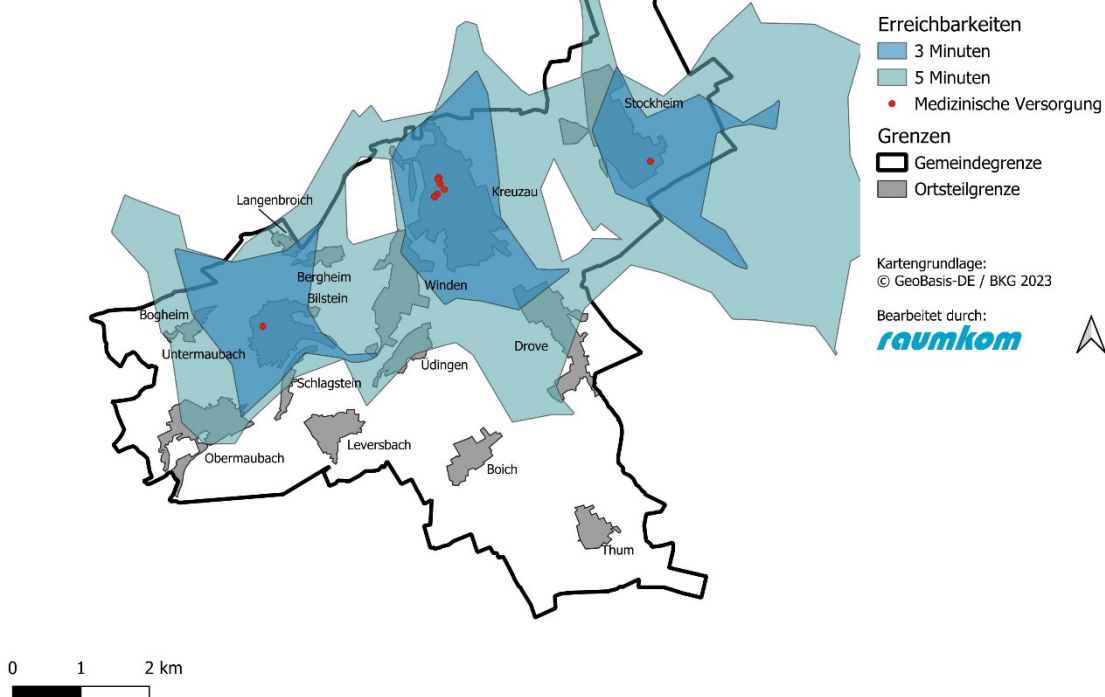 Erreichbarkeiten
3 Minuten
5 Minuten
Medizinische Versorgung
Grenzen
Gemeindegrenze
Ortsteilgrenze
Kartengrundlage:
© GeoBasis-DE / BKG 2023
Bearbeitet durch:
raumkom
Stockheim
Kreuzau
Langenbroich
Bergheim
Winden
Bilstein
Bogheim
Untermaubach
Drove
Üdingen
Schlagstein
Leversbach
Obermaubach
Boich
Thum
0 1 2 km